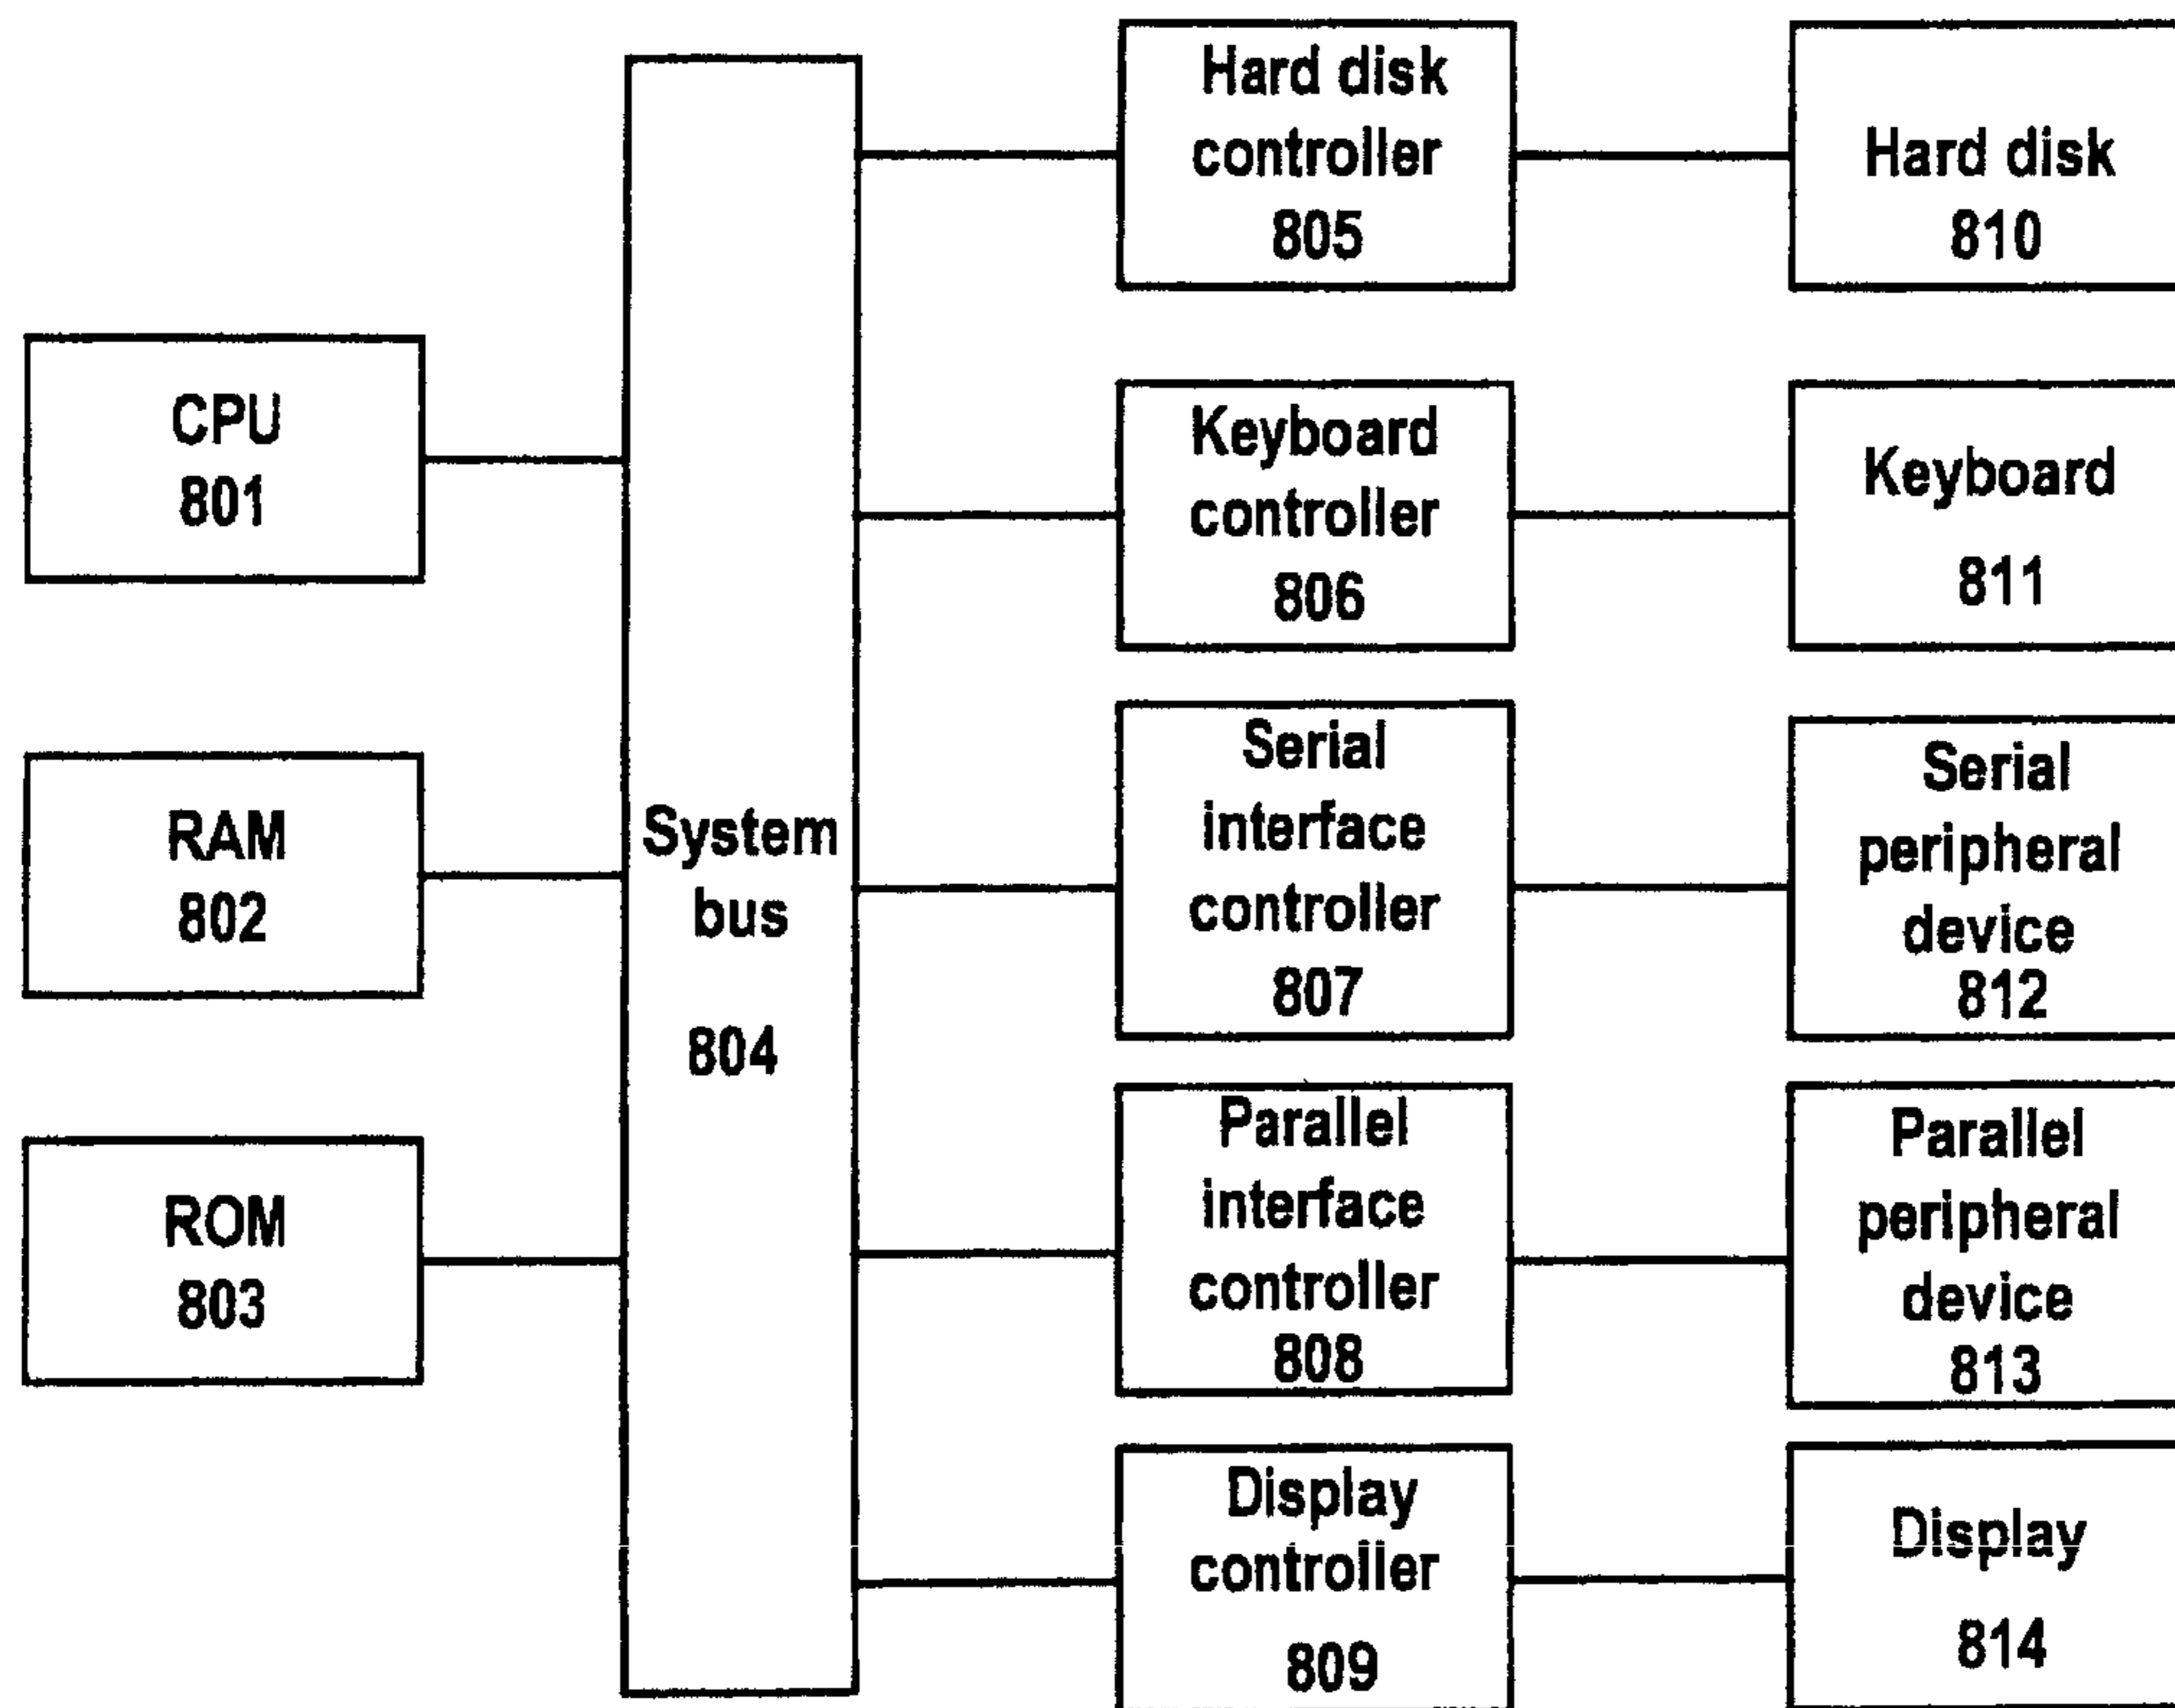 CPU
801
RAM
802
ROM
803
System
bus
804
Hard disk
controller
805
Keyboard
controller
806
Serial
interface
controller
807
Parallel
interface
controller
808
Display
controller
809
Hard disk
810
Keyboard
811
Serial
peripheral
device
812
Parallel
peripheral
device
813
Display
814